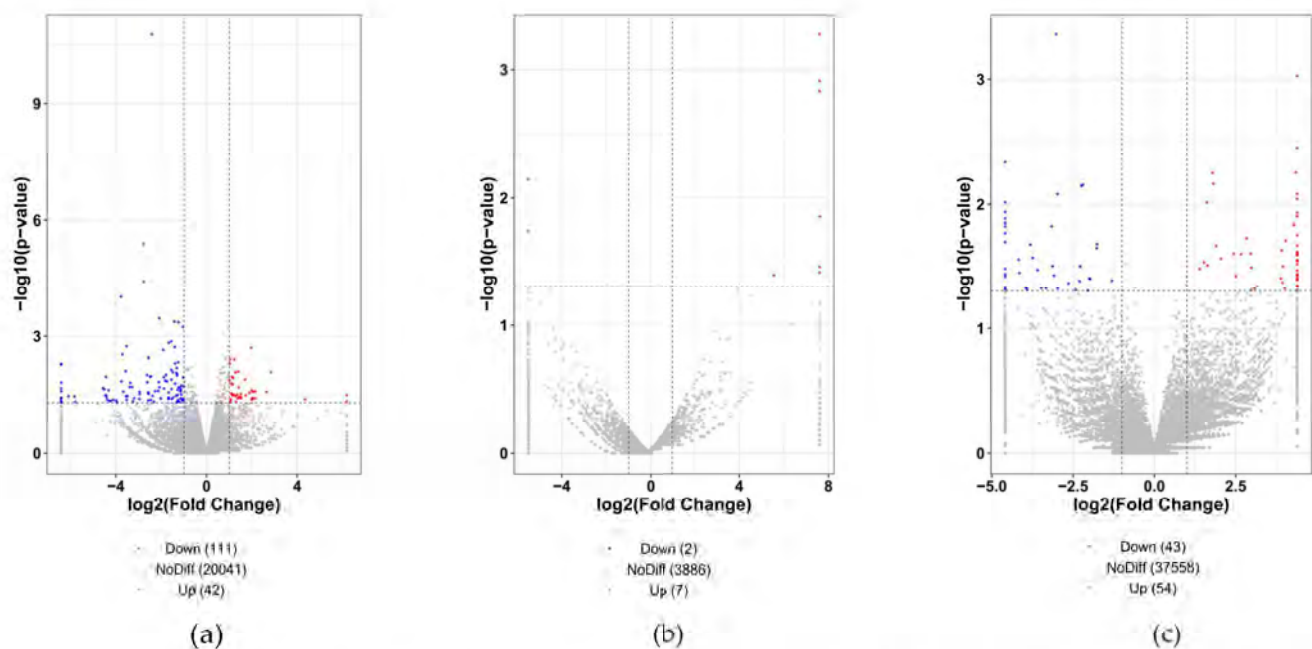 9
6
3
0
−4
0
4
−log10(p−value)
log2(Fold Change)
Down (111)
NoDiff (20041)
Up (42)
(a)
3
2
1
0
−4
0
4
8
−log10(p−value)
log2(Fold Change)
Down (2)
NoDiff (3886)
Up (7)
(b)
3
2
1
0
−5.0
−2.5
0.0
2.5
−log10(p−value)
log2(Fold Change)
Down (43)
NoDiff (37558)
Up (54)
(c)